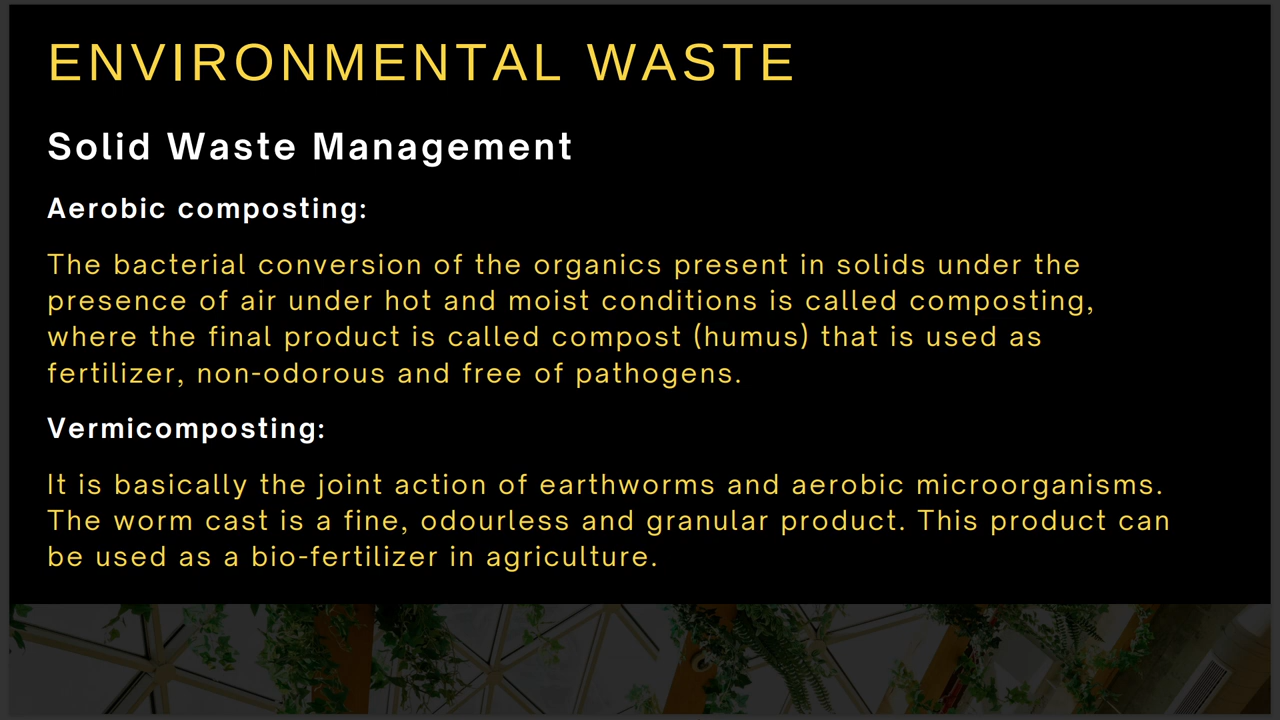 ENVIRONMENTAL WASTE
Solid Waste Management
Aerobic composting:
The bacterial conversion of the organics present in solids under the
presence of air under hot and moist conditions is called composting,
where the final product is called compost (humus) that is used as
fertilizer, non-odorous and free of pathogens.
Vermicomposting:
It is basically the joint action of earthworms and aerobic microorganisms.
The worm cast is a fine, odourless and granular product. This product can
be used as a bio-fertilizer in agriculture.